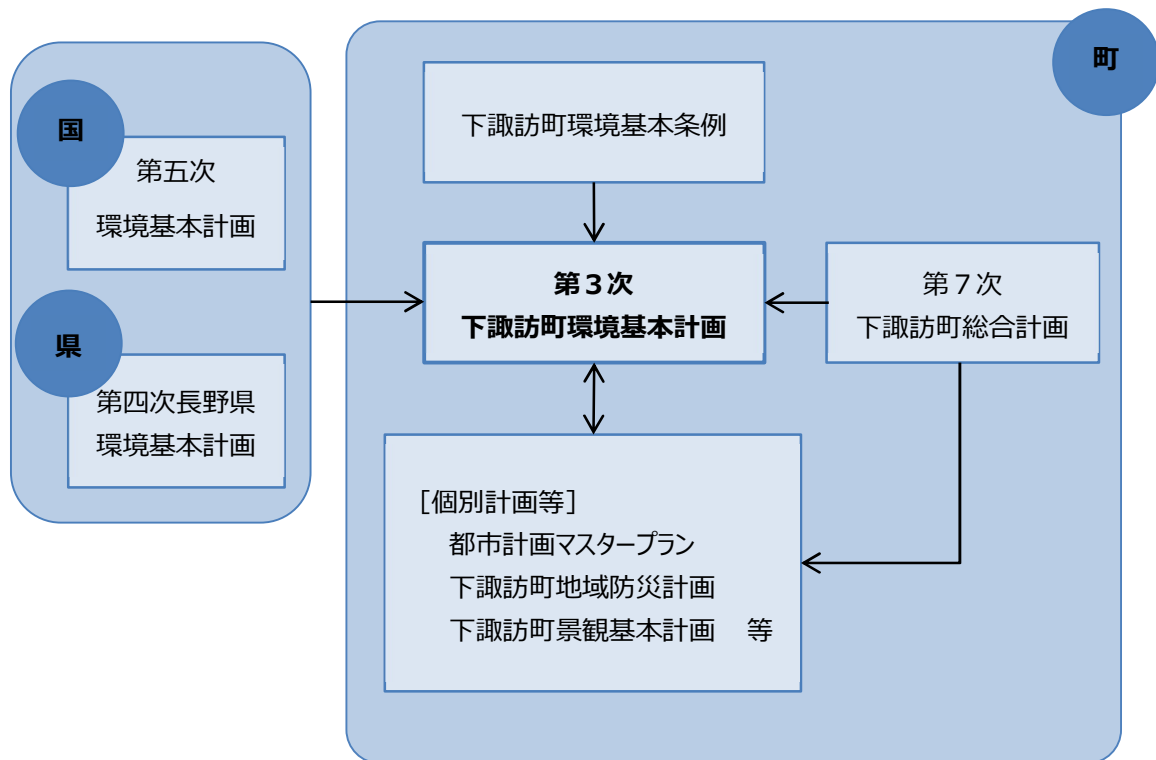 国
第五次
環境基本計画
県
第四次長野県
環境基本計画
町
下諏訪町環境基本条例
第３次
下諏訪町環境基本計画
第７次
下諏訪町総合計画
［個別計画等］
都市計画マスタープラン
下諏訪町地域防災計画
下諏訪町景観基本計画　等